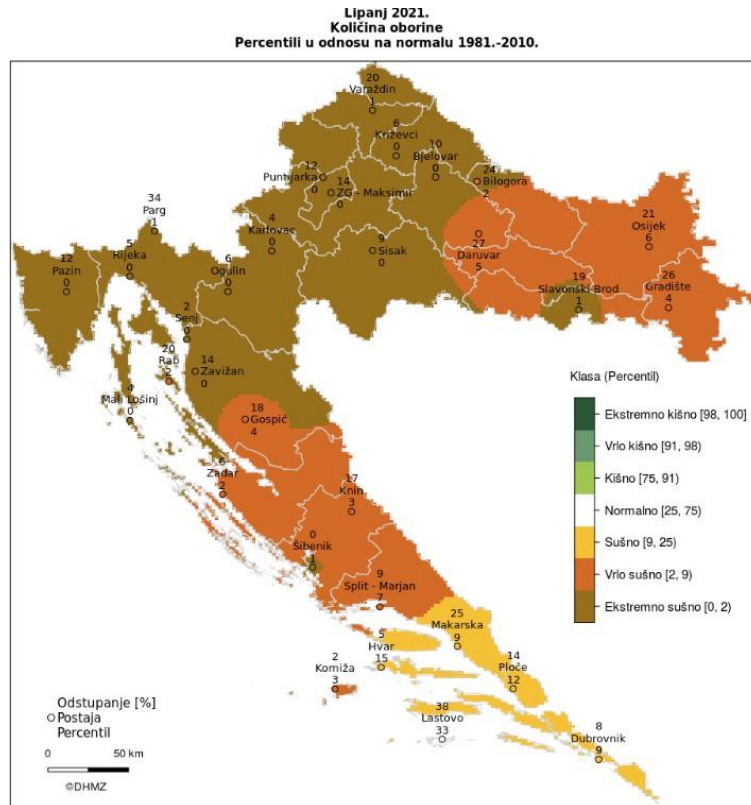 Lipanj 2021.
Količina oborine
Percentili u odnosu na normalu 1981.-2010.
20
Varaždin
1
6
Križevci
0
10
Bjelovar
0
12
Puntijarka
0
14
ZG - Maksimir
0
24
Bilogora
2
34
Parg
1
4
Karlovac
0
9
Sisak
0
27
Daruvar
5
21
Osijek
6
12
Pazin
0
5
Rijeka
0
6
Ogulin
0
19
Slavonski Brod
1
26
Gradište
4
2
Senj
0
20
Rab
2
14
Zavižan
0
4
Mali Lošinj
0
18
Gospić
4
6
Zadar
2
17
Knin
3
0
Šibenik
1
9
Split - Marjan
7
25
Makarska
9
5
Hvar
15
2
Komiža
3
14
Ploče
12
38
Lastovo
33
8
Dubrovnik
9
Klasa (Percentil)
Ekstremno kišno [98, 100]
Vrlo kišno [91, 98)
Kišno [75, 91)
Normalno [25, 75)
Sušno [9, 25)
Vrlo sušno [2, 9)
Ekstremno sušno [0, 2)
Odstupanje [%]
Postaja
Percentil
0 50 km
©DHMZ